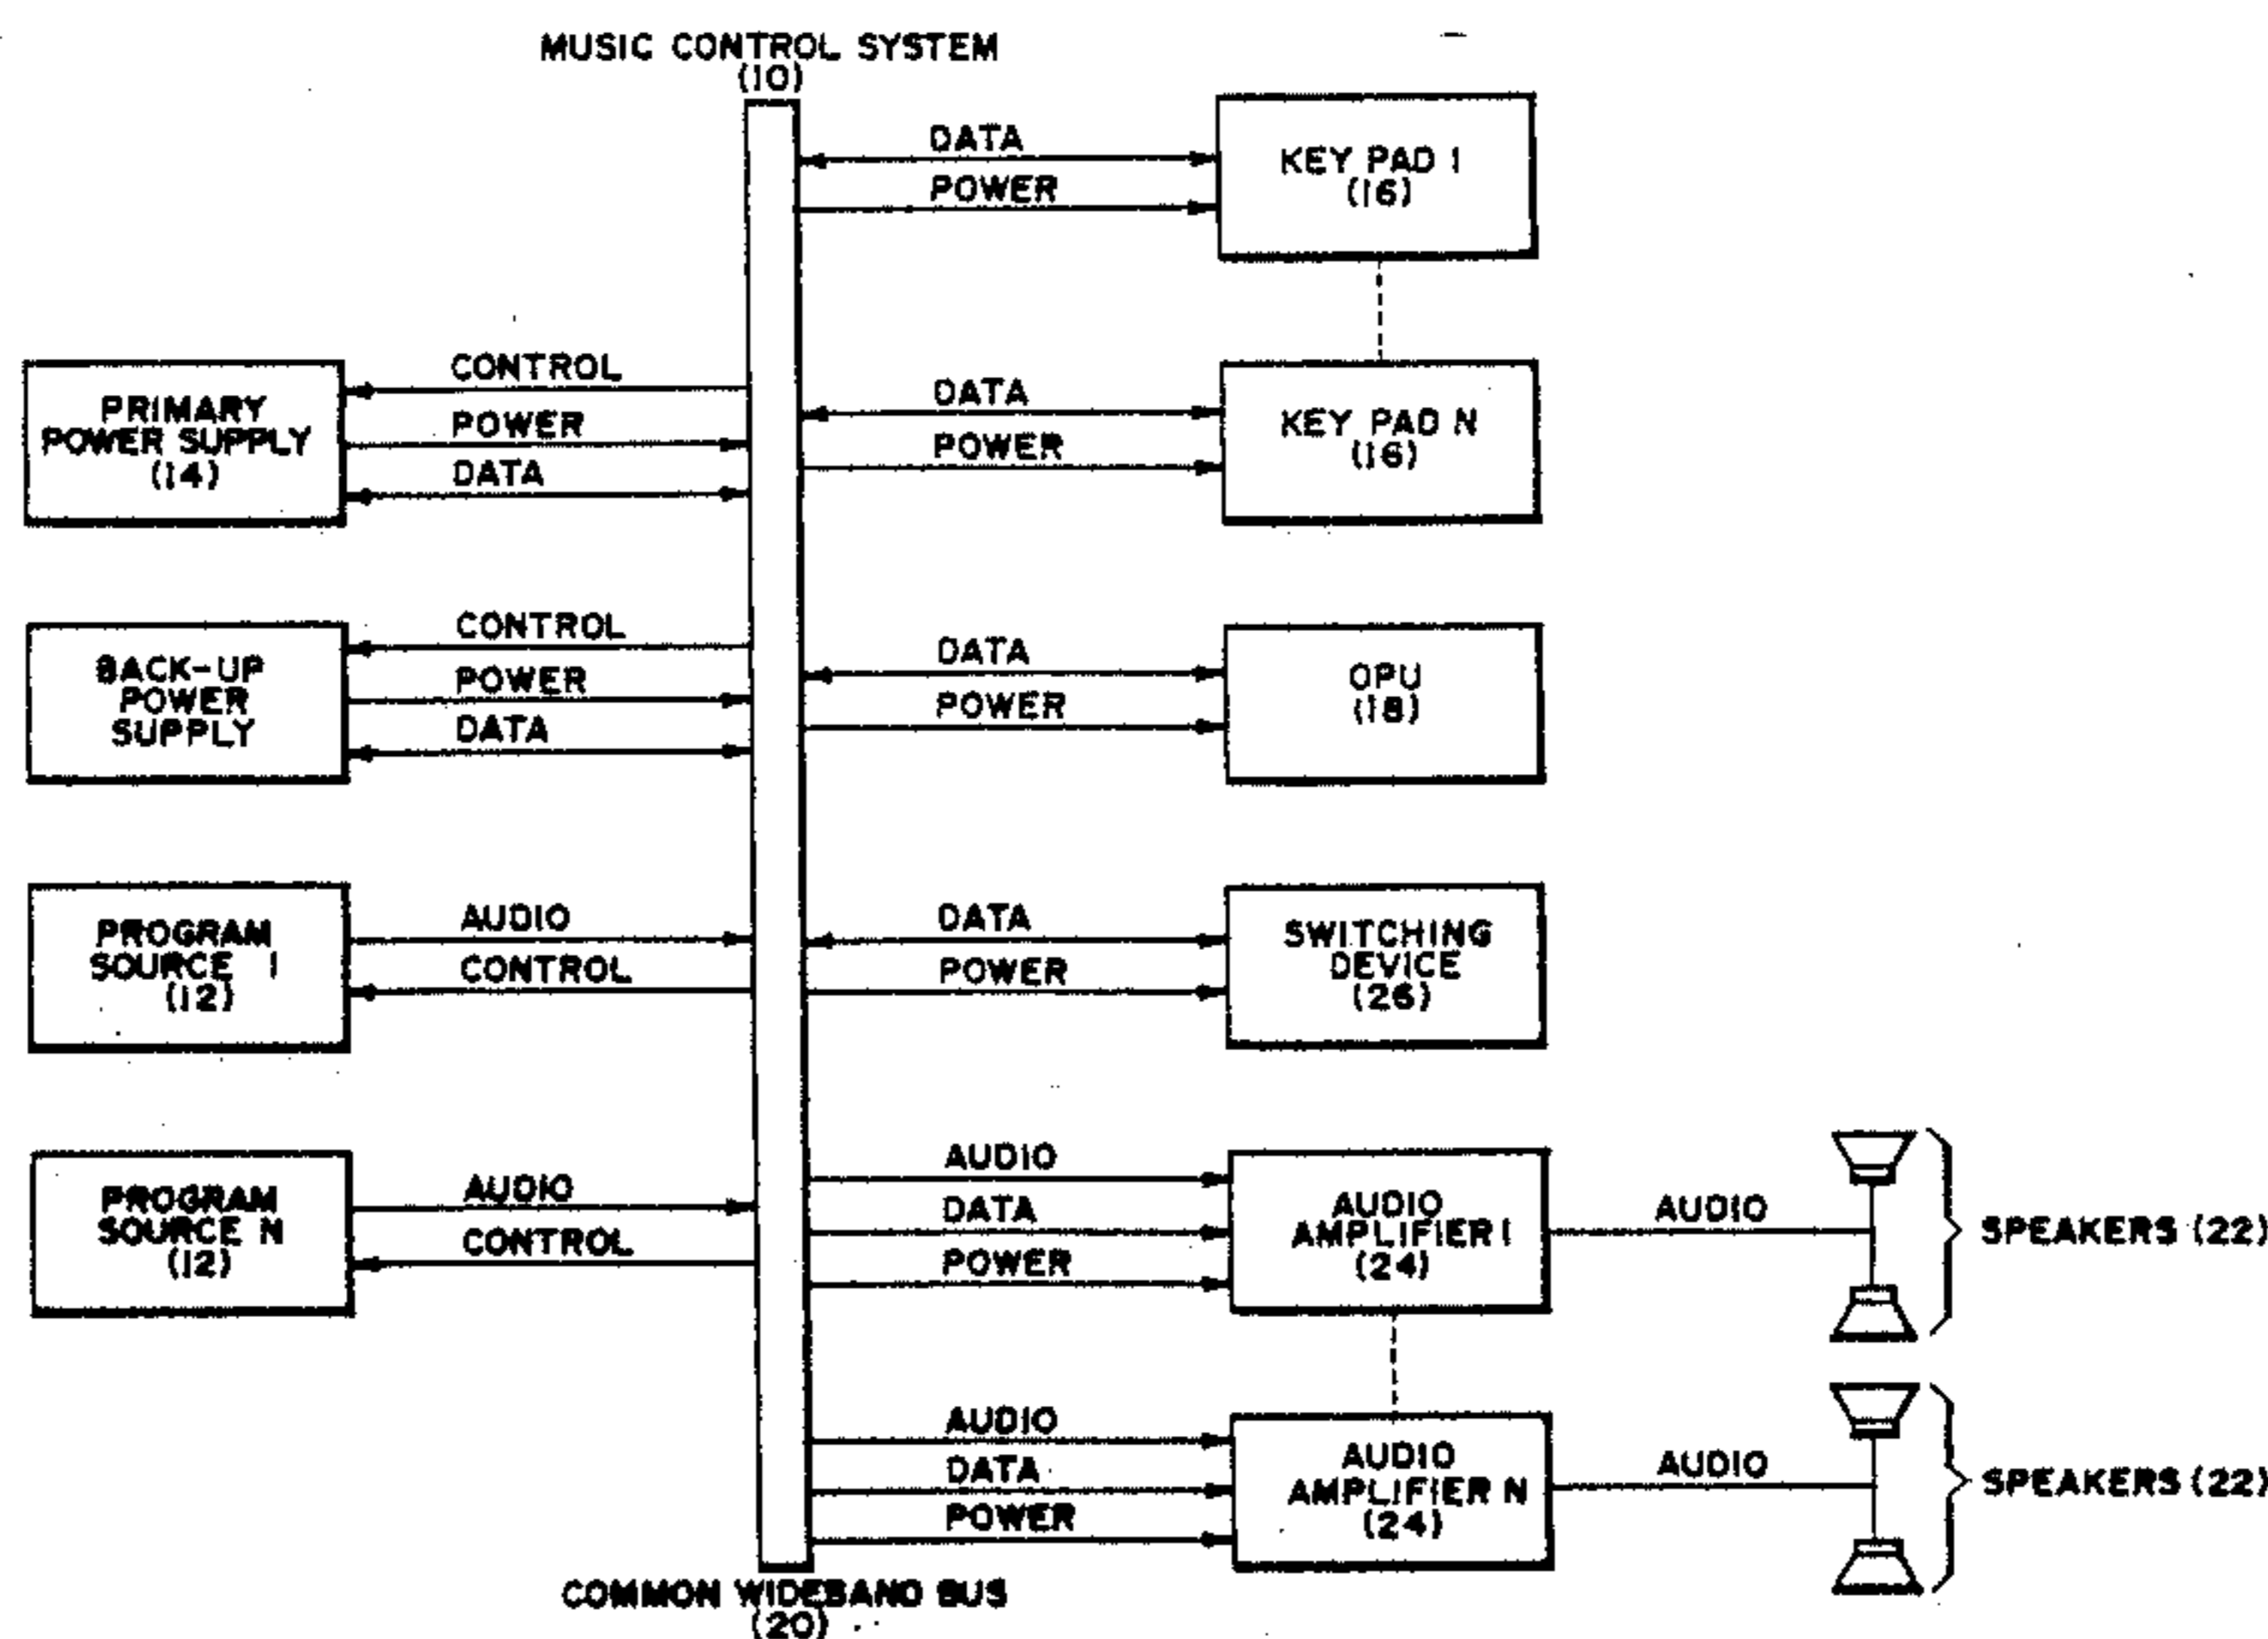 MUSIC CONTROL SYSTEM
(10)
DATA
POWER
KEY PAD 1
(16)
CONTROL
POWER
DATA
PRIMARY
POWER SUPPLY
(14)
DATA
POWER
KEY PAD N
(16)
CONTROL
POWER
DATA
BACK-UP
POWER
SUPPLY
DATA
POWER
OPU
(18)
PROGRAM
SOURCE 1
(12)
AUDIO
CONTROL
DATA
POWER
SWITCHING
DEVICE
(26)
PROGRAM
SOURCE N
(12)
AUDIO
CONTROL
AUDIO
DATA
POWER
AUDIO
AMPLIFIER 1
(24)
AUDIO
SPEAKERS (22)
AUDIO
DATA
POWER
AUDIO
AMPLIFIER N
(24)
AUDIO
SPEAKERS (22)
COMMON WIDEBAND BUS
(20)